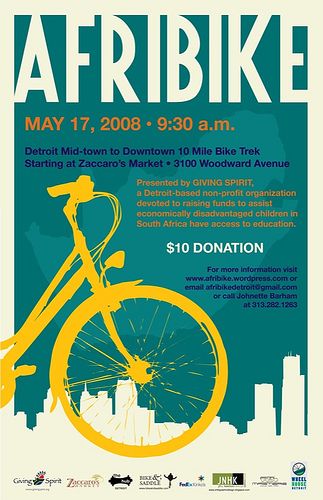 AFRIBIKE
MAY 17, 2008 • 9:30 a.m.
Detroit Mid-town to Downtown 10 Mile Bike Trek
Starting at Zaccaro's Market • 3100 Woodward Avenue
Presented by GIVING SPIRIT,
a Detroit-based non-profit organization
devoted to raising funds to assist
economically disadvantaged children in
South Africa have access to education.
$10 DONATION
For more information visit
www.afribike.wordpress.com or
email afribikedetroit@gmail.com
or call Johnette Barham
at 313.282.1263
Giving Spirit
Zaccaro's
DETROIT
BIKE&
SADDLE
FedEx Kinko's
JNHK
WHEEL
HOUSE
DETROIT